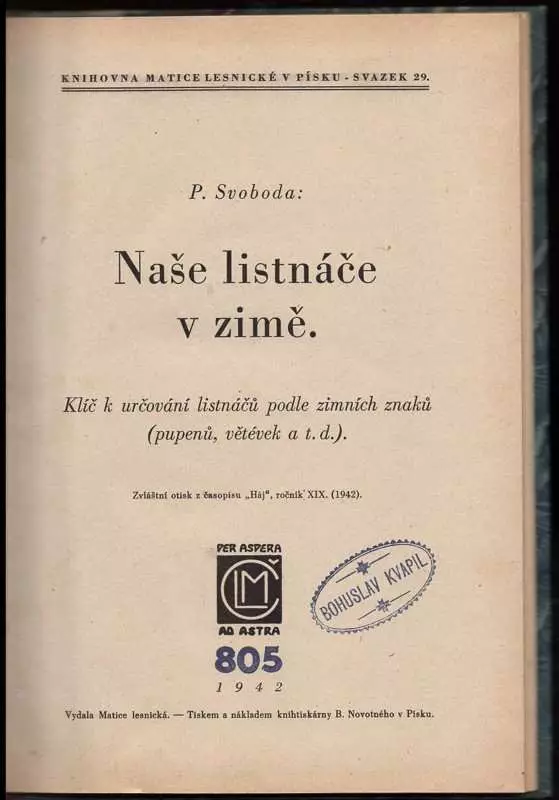 KNIHOVNA MATICE LESNICKÉ V PÍSKU - SVAZEK 29.
P. Svoboda:
Naše listnáče
v zimě.
Klíč k určování listnáčů podle zimních znaků
(pupenů, větévek a t. d.).
Zvláštní otisk z časopisu „Háj“, ročník XIX. (1942).
PER ASPERA
ČLM
AD ASTRA
BOHUSLAV KVAPIL
805
1942
Vydala Matice lesnická. — Tiskem a nákladem knihtiskárny B. Novotného v Písku.